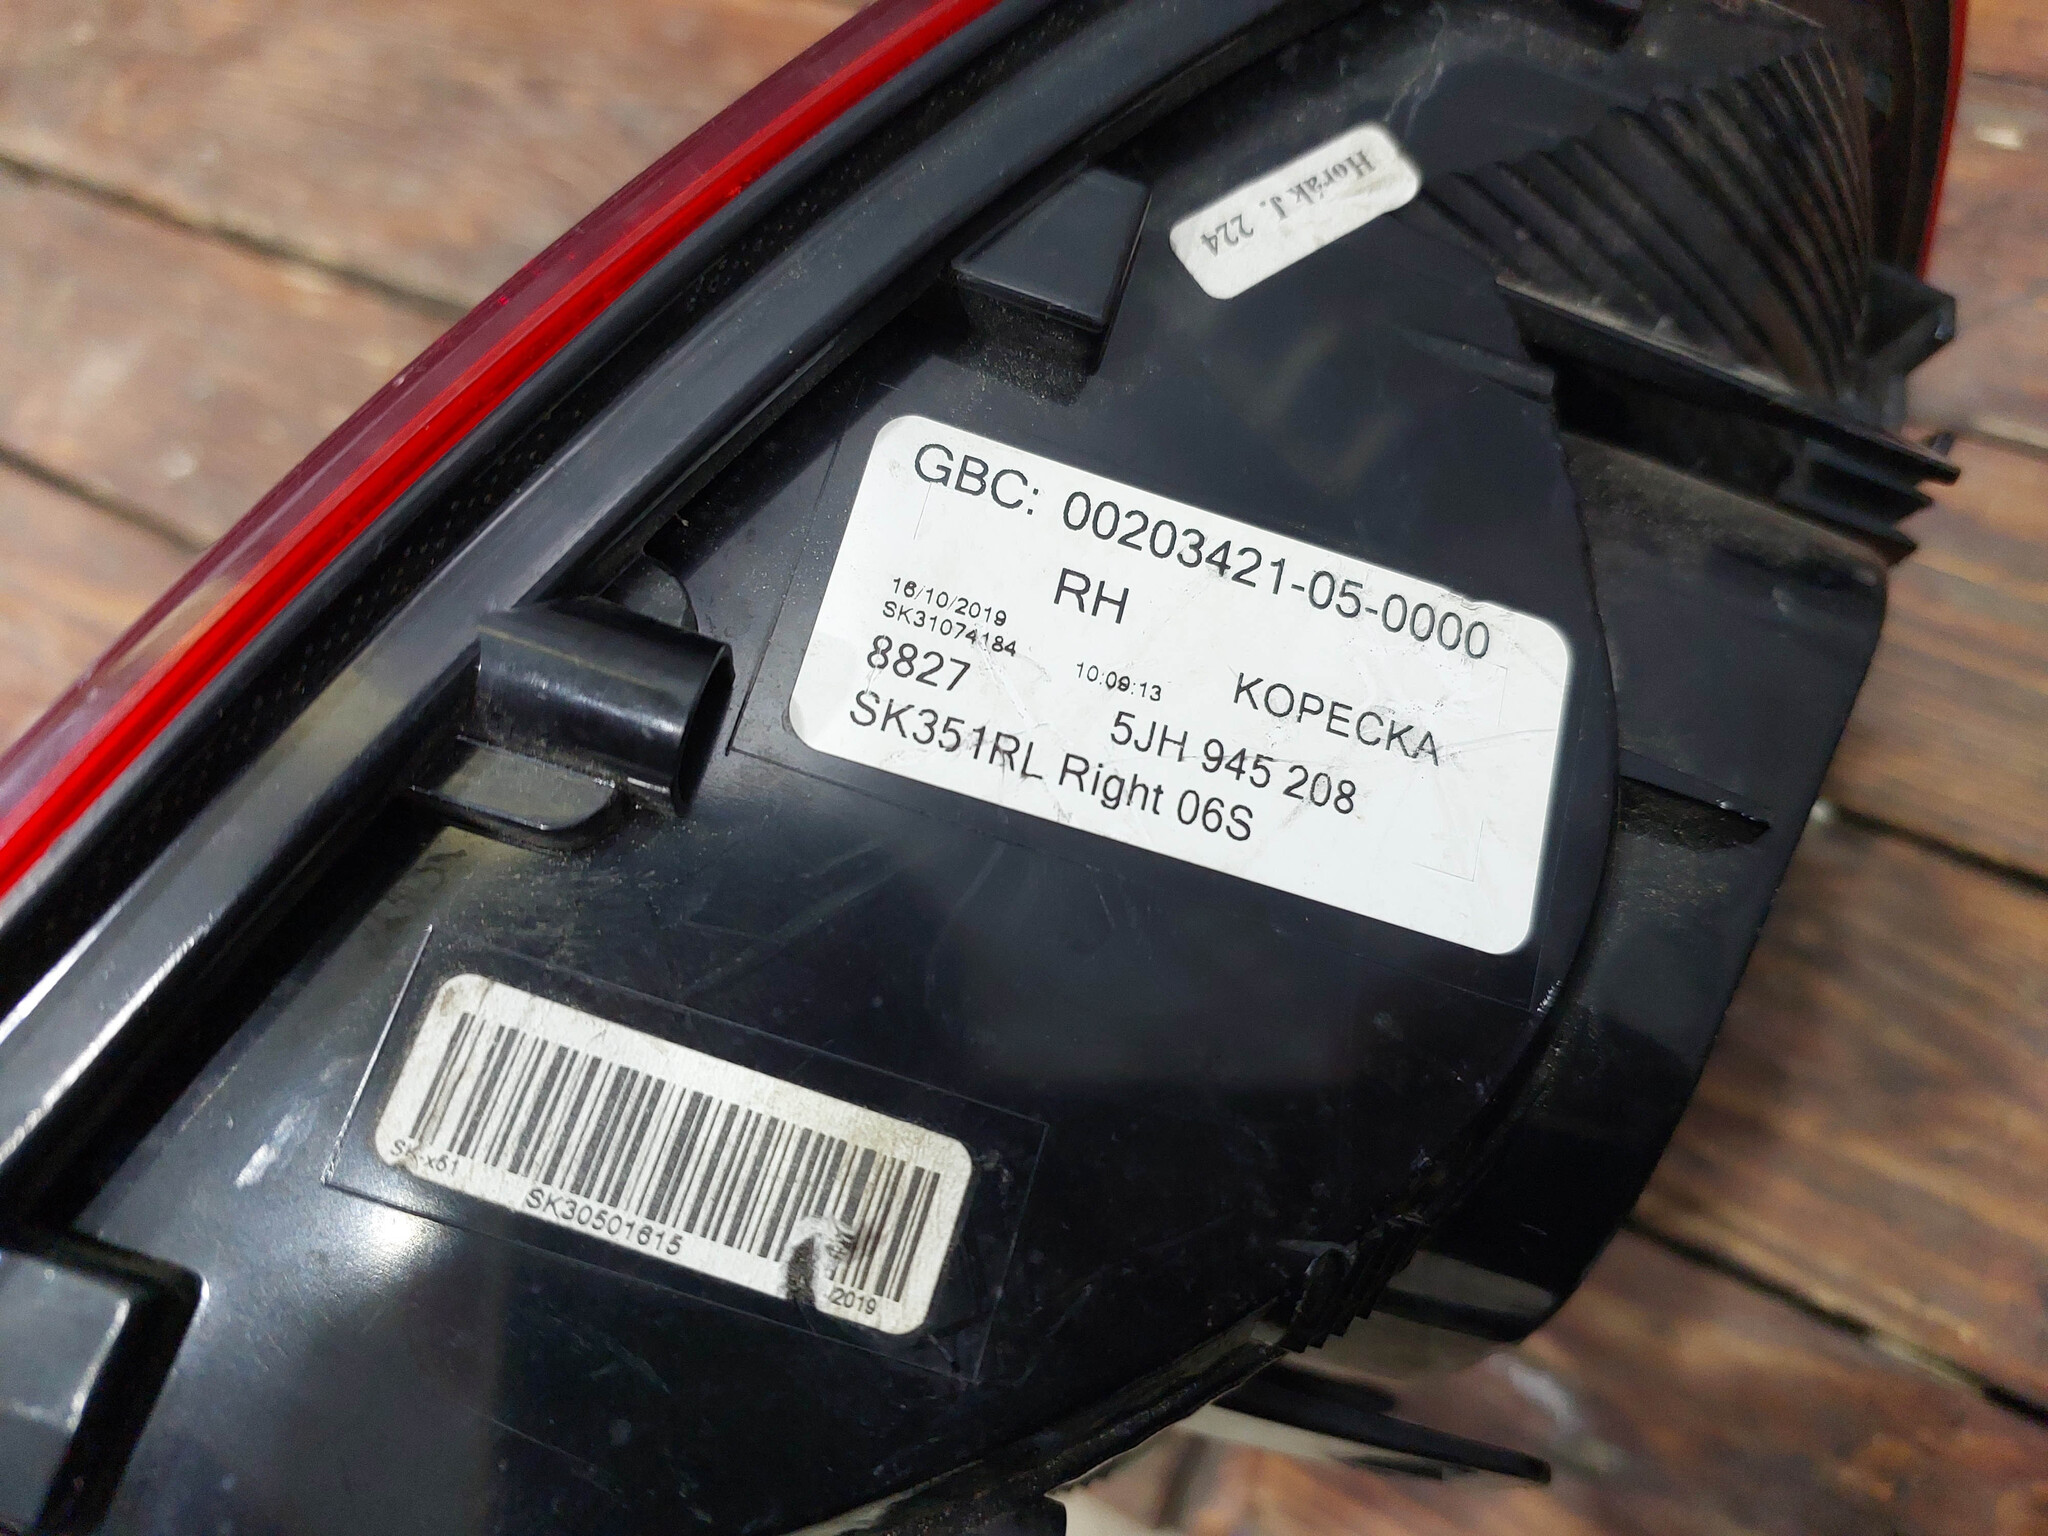 Horák J. 224
GBC: 00203421-05-0000
RH
16/10/2019
SK31074184
10:09:13
KOPECKA
8827
5JH 945 208
SK351RL Right 06S
SK-x61
SK30501615
2019